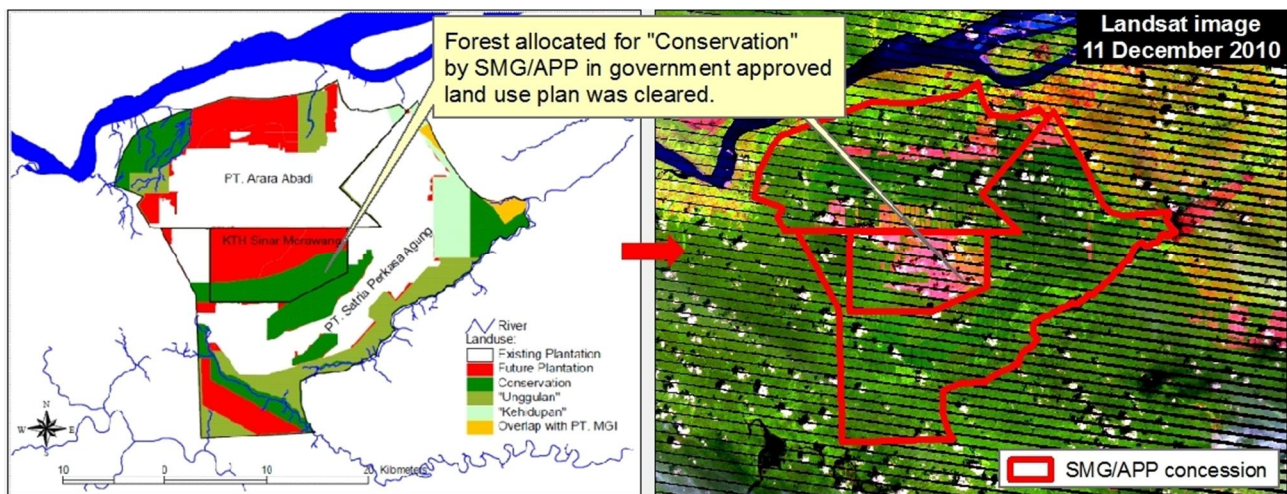 Forest allocated for "Conservation"
by SMG/APP in government approved
land use plan was cleared.
Landsat image
11 December 2010
PT. Arara Abadi
KTH Sinar Merawang
PT. Satria Perkasa Agung
River
Landuse:
Existing Plantation
Future Plantation
Conservation
"Unggulan"
"Kehidupan"
Overlap with PT. MGI
N
W E
S
10 0 10 20 Kilometers
SMG/APP concession